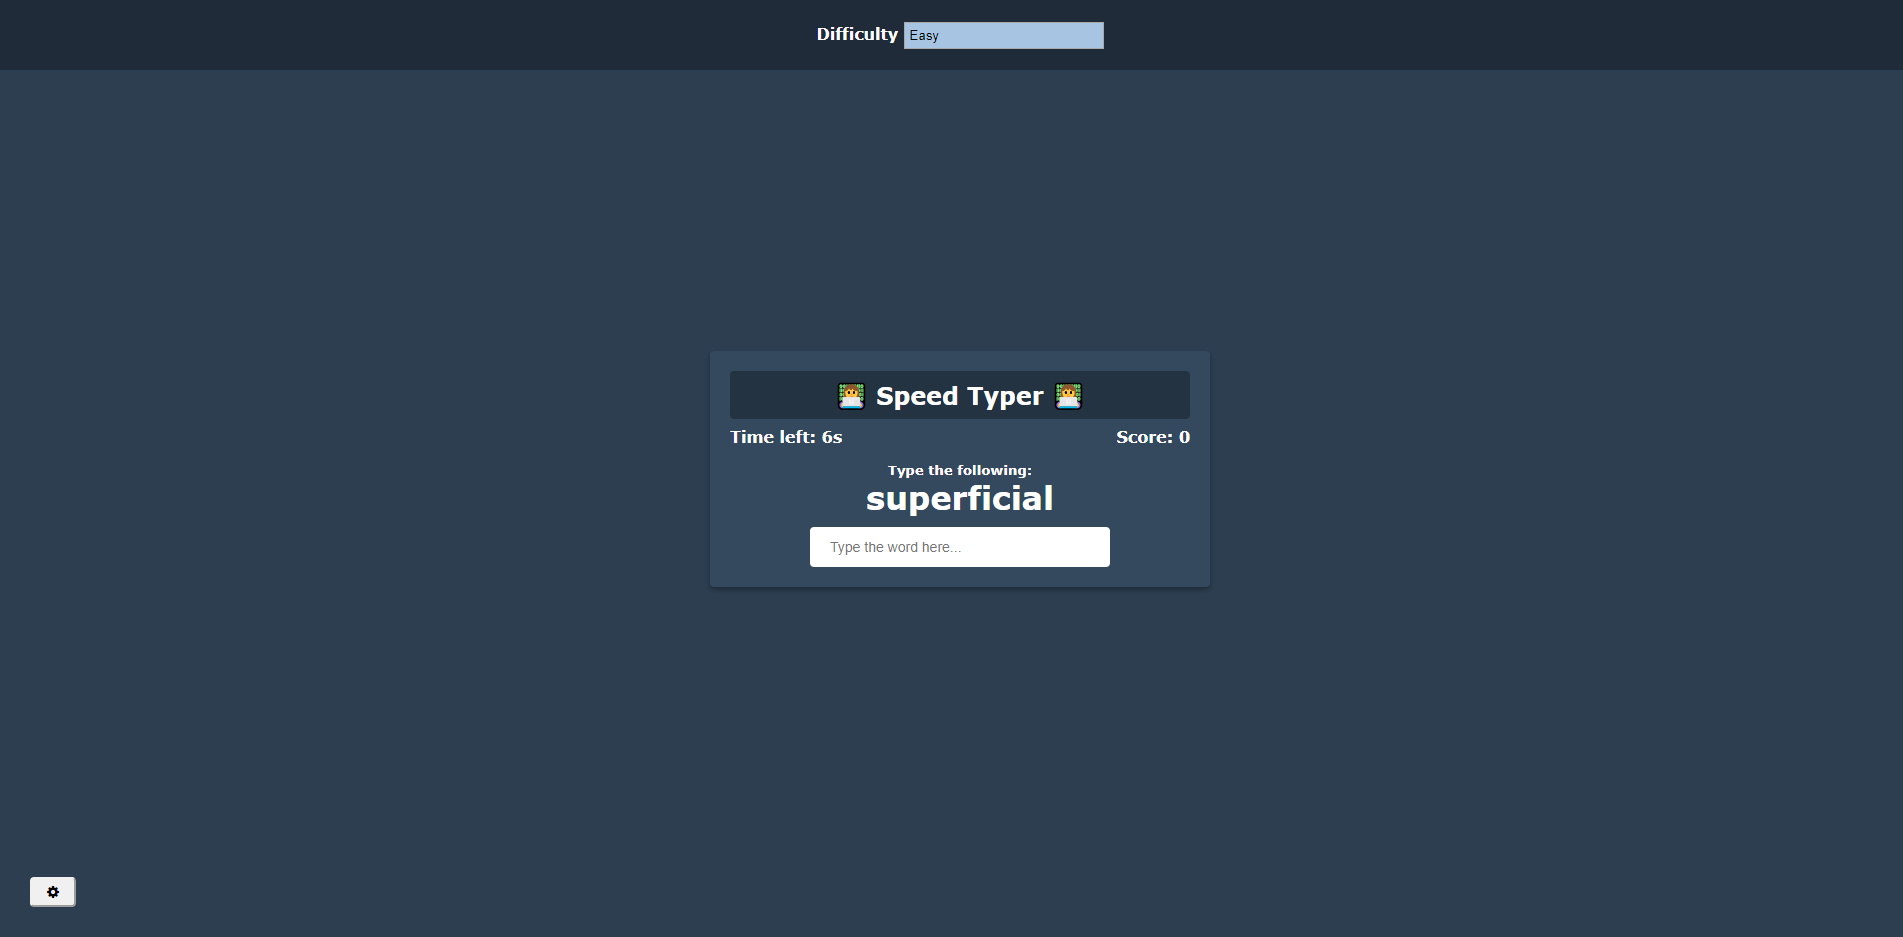 Difficulty Easy
Speed Typer
Time left: 6s Score: 0
Type the following:
superficial
Type the word here...